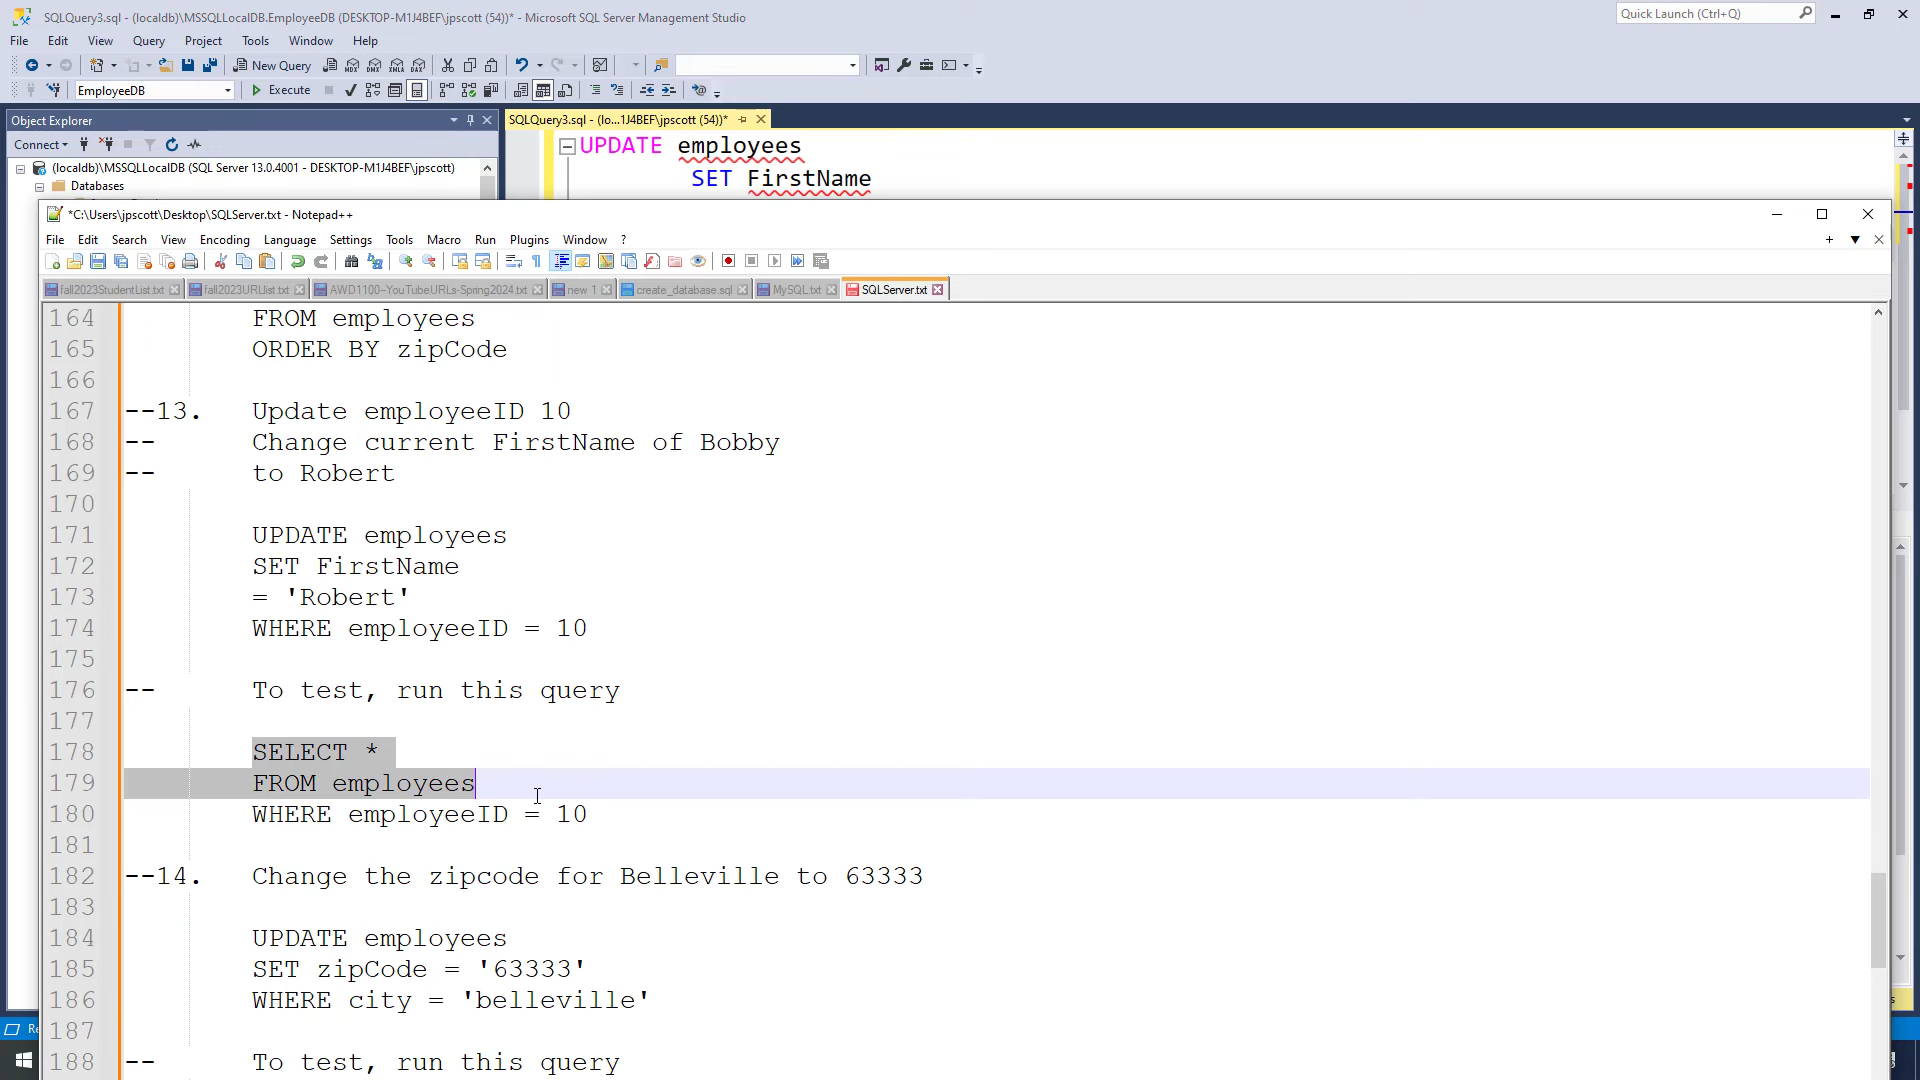 SQLQuery3.sql - (localdb)\MSSQLLocalDB.EmployeeDB (DESKTOP-M1J4BEF\jpscott (54))* - Microsoft SQL Server Management Studio
Quick Launch (Ctrl+Q)
File Edit View Query Project Tools Window Help
New Query
EmployeeDB
Execute
Object Explorer
SQLQuery3.sql - (lo...1J4BEF\jpscott (54))*
Connect
(localdb)\MSSQLLocalDB (SQL Server 13.0.4001 - DESKTOP-M1J4BEF\jpscott)
Databases
UPDATE employees
SET FirstName
*C:\Users\jpscott\Desktop\SQLServer.txt - Notepad++
File Edit Search View Encoding Language Settings Tools Macro Run Plugins Window ?
fall2023StudentList.txt fall2023URLlist.txt AWD1100--YouTubeURLs-Spring2024.txt new 1 create_database.sql MySQL.txt SQLServer.txt
164 FROM employees
165 ORDER BY zipCode
166
167 --13. Update employeeID 10
168 -- Change current FirstName of Bobby
169 -- to Robert
170
171 UPDATE employees
172 SET FirstName
173 = 'Robert'
174 WHERE employeeID = 10
175
176 -- To test, run this query
177
178 SELECT *
179 FROM employees
180 WHERE employeeID = 10
181
182 --14. Change the zipcode for Belleville to 63333
183
184 UPDATE employees
185 SET zipCode = '63333'
186 WHERE city = 'belleville'
187
188 -- To test, run this query